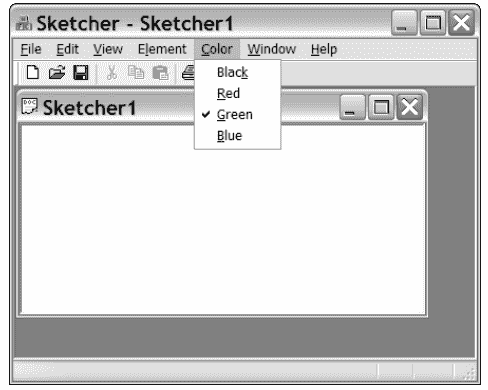 Sketcher - Sketcher1
File Edit View Element Color Window Help
Black
Red
Green
Blue
Sketcher1